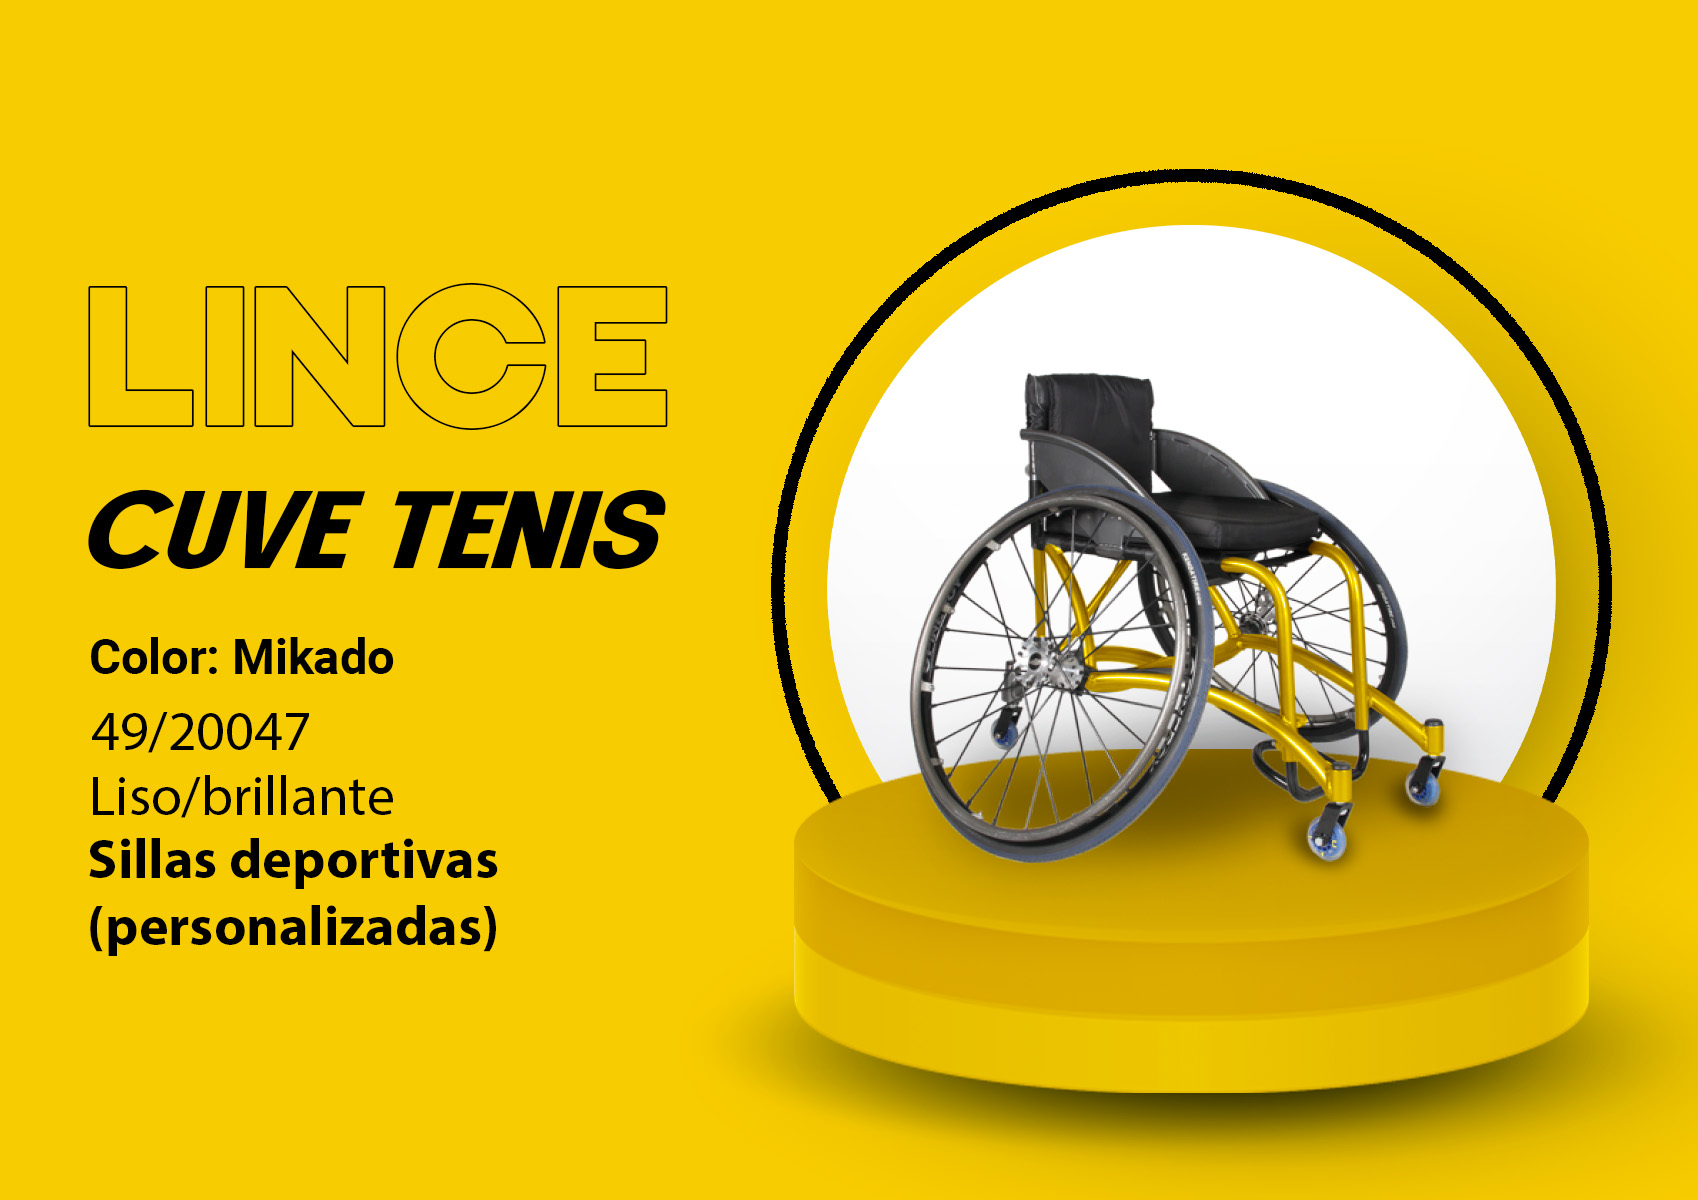 LINCE
CUVE TENIS
Color: Mikado
49/20047
Liso/brillante
Sillas deportivas
(personalizadas)